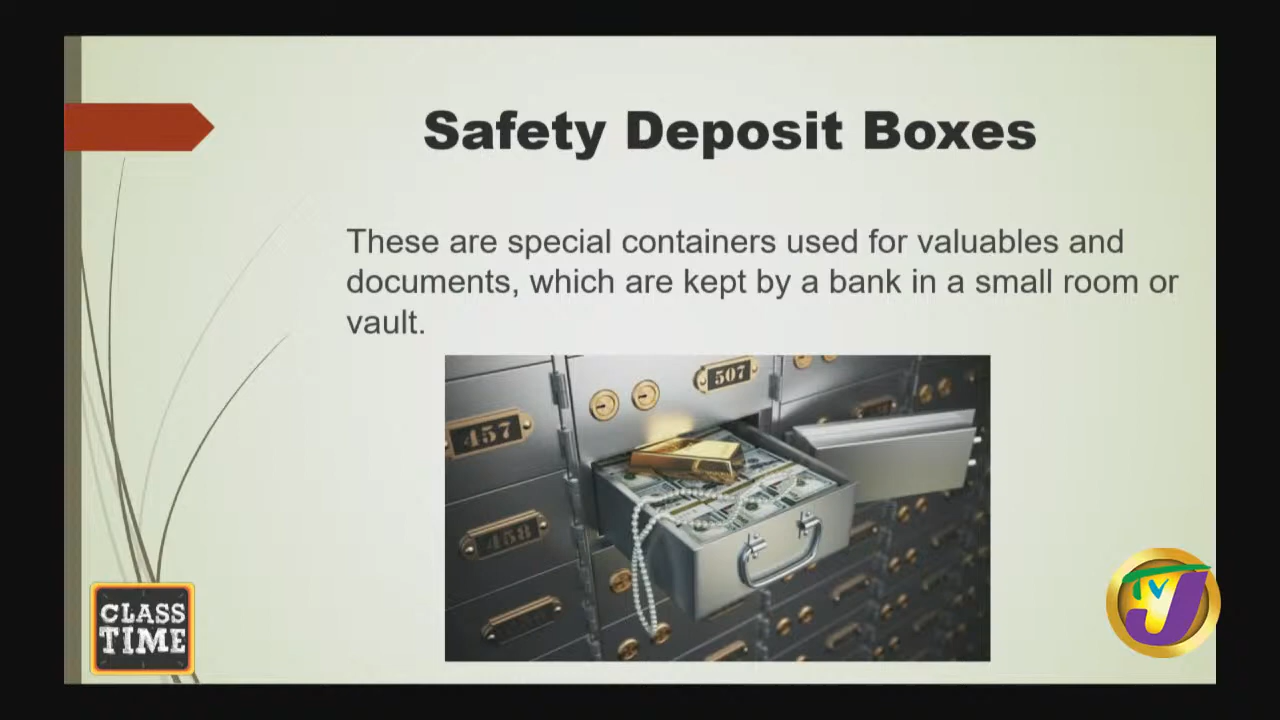 Safety Deposit Boxes
These are special containers used for valuables and
documents, which are kept by a bank in a small room or
vault.
507
457
458
CLASS
TIME
TVJ